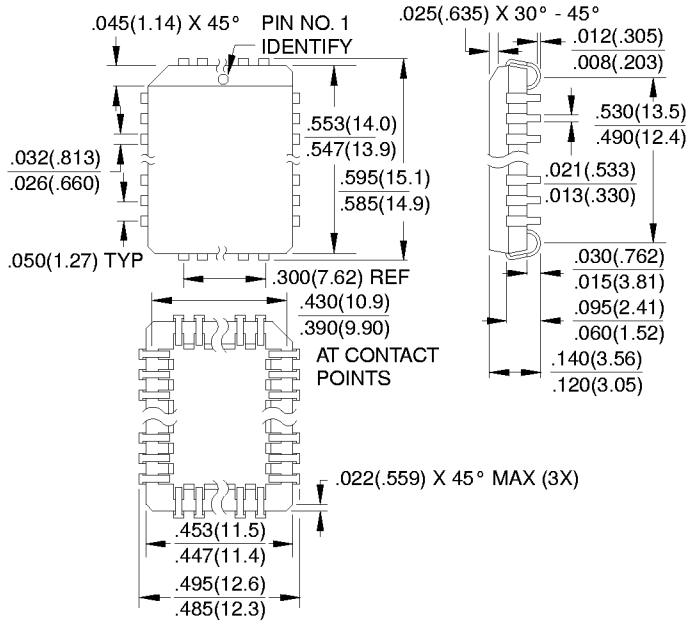 .045(1.14) X 45°
PIN NO. 1
IDENTIFY
.025(.635) X 30° - 45°
.012(.305)
.008(.203)
.553(14.0)
.547(13.9)
.595(15.1)
.585(14.9)
.032(.813)
.026(.660)
.050(1.27) TYP
.530(13.5)
.490(12.4)
.021(.533)
.013(.330)
.030(.762)
.015(3.81)
.095(2.41)
.060(1.52)
.140(3.56)
.120(3.05)
.300(7.62) REF
.430(10.9)
.390(9.90)
AT CONTACT
POINTS
.022(.559) X 45° MAX (3X)
.453(11.5)
.447(11.4)
.495(12.6)
.485(12.3)